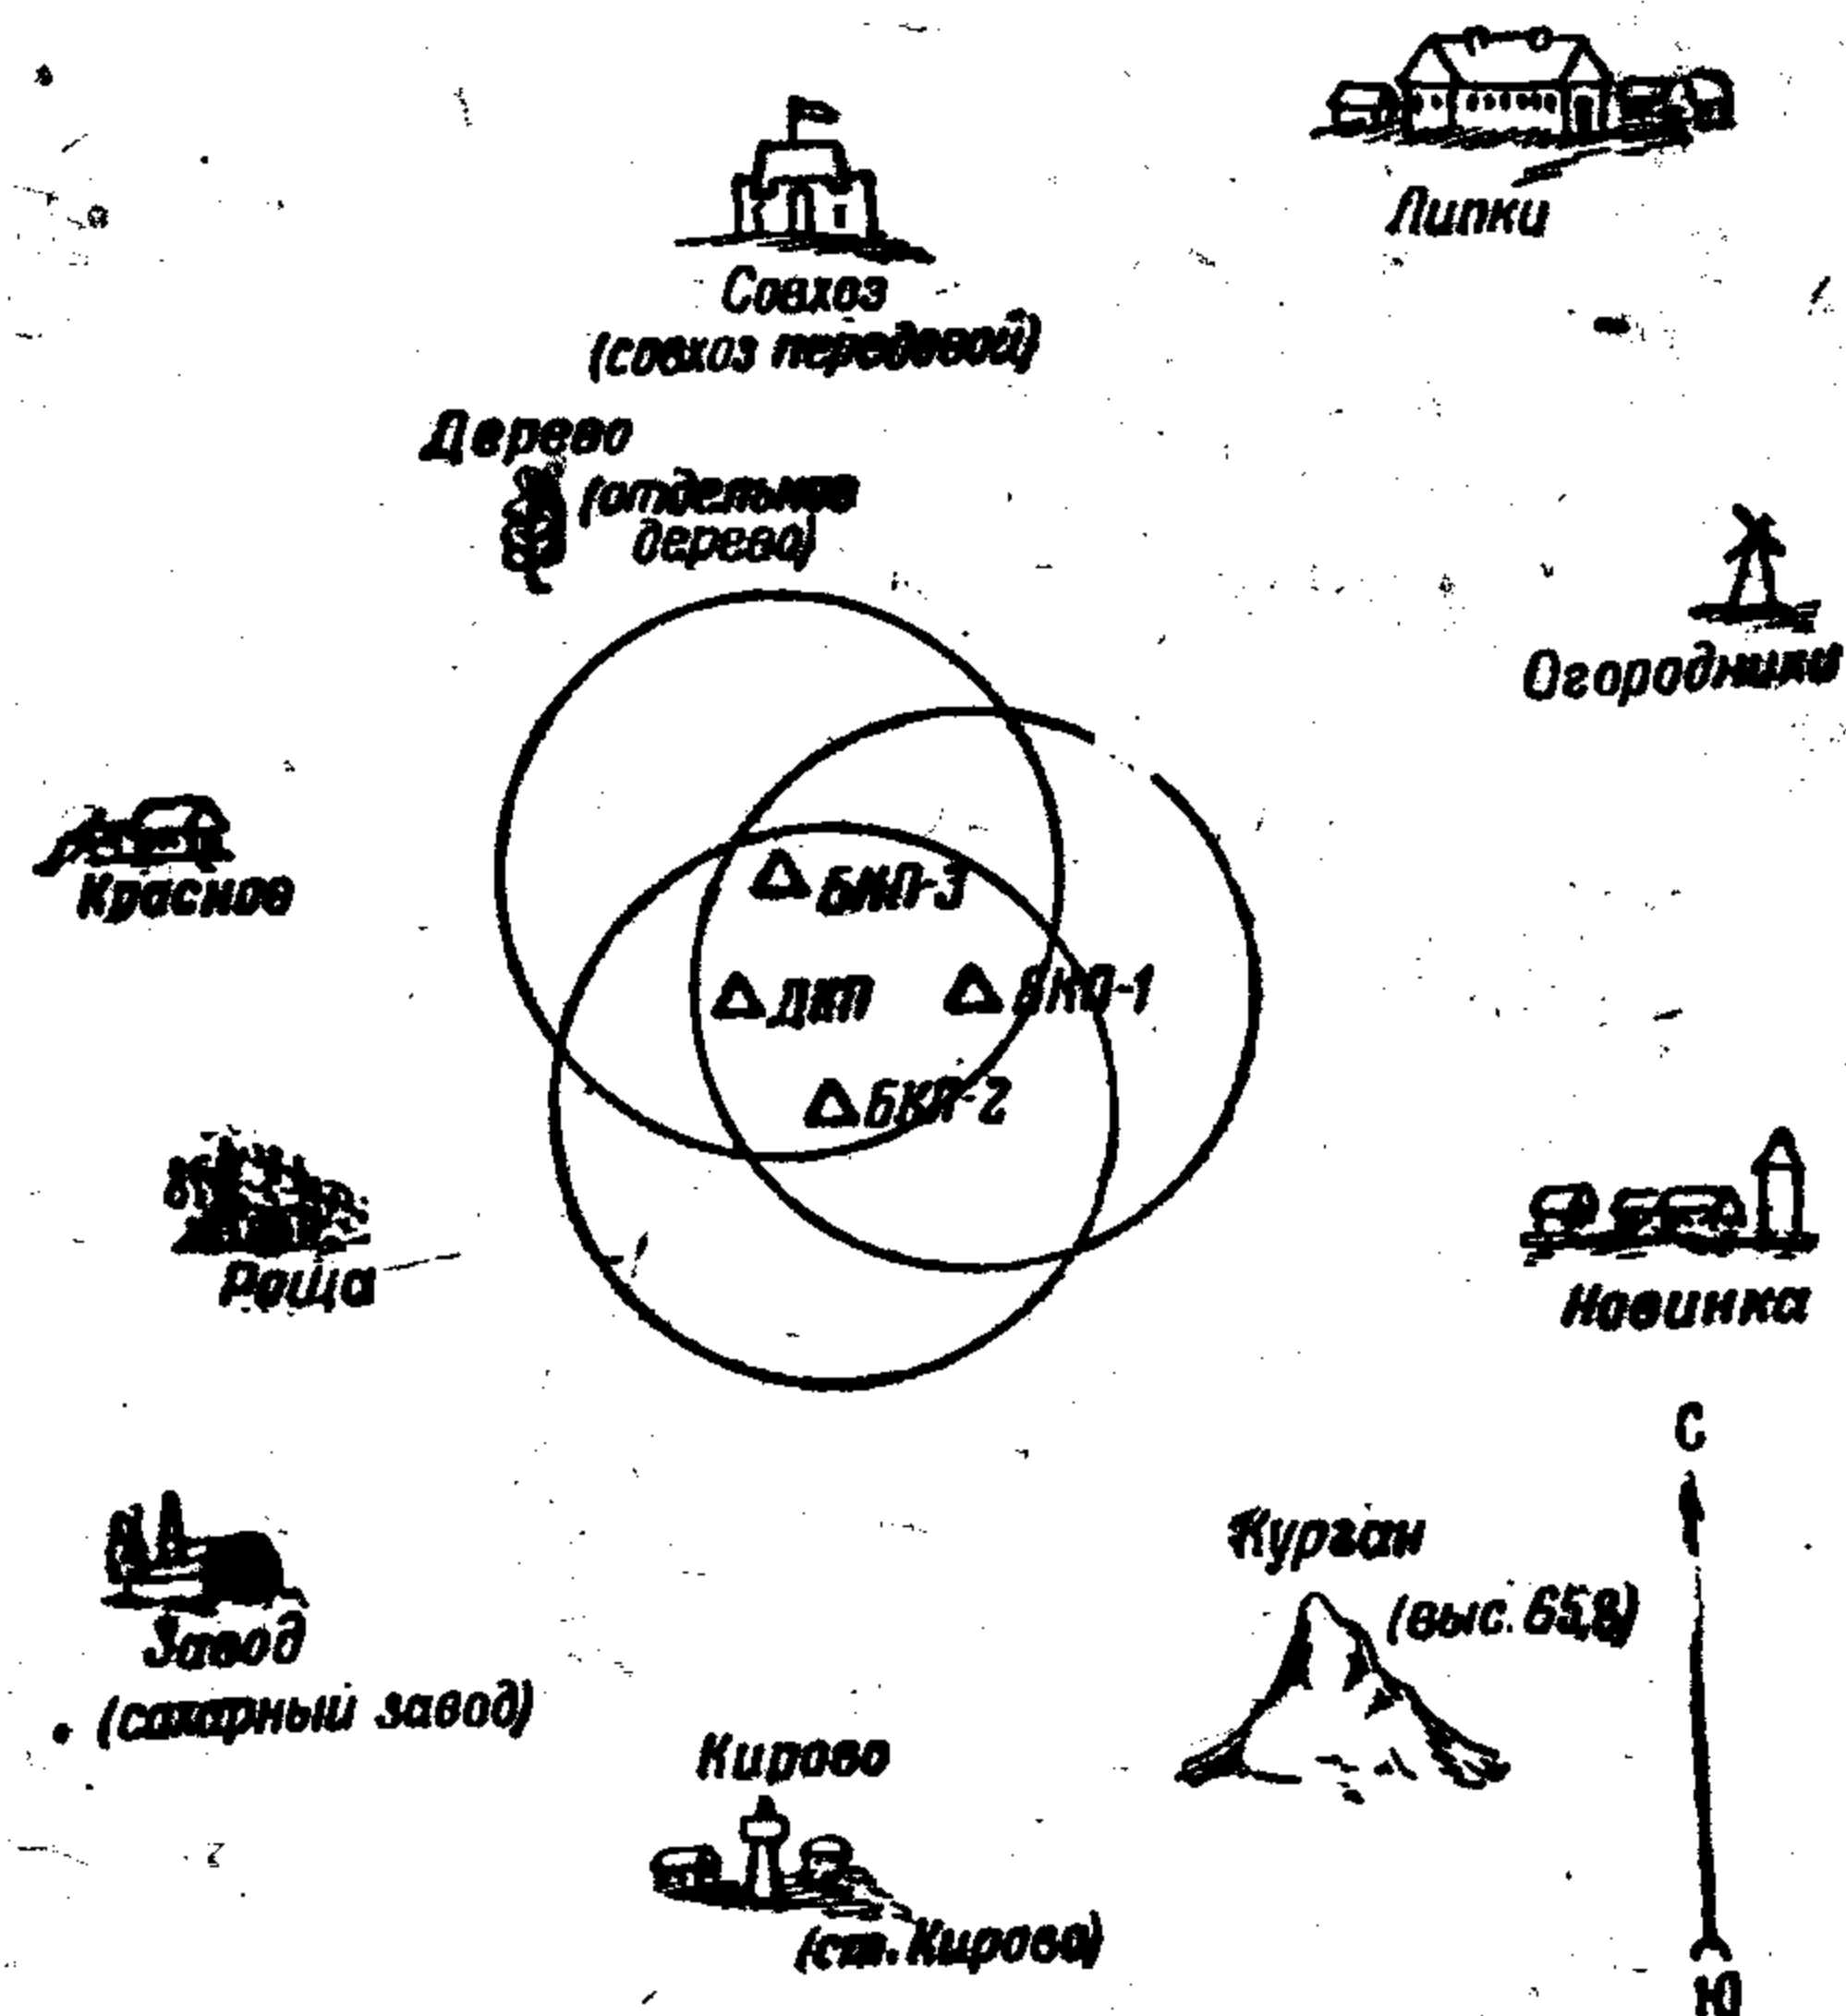 Липки
Совхоз
(совхоз передовой)
Дерево
(отдельное
дерево)
Огородники
Красное
БКП-3
ДКП
БКП-1
БКП-2
Роща
Новинка
С
Курган
(выс. 65,8)
Завод
(сахарный завод)
Кирово
(ст. Кирово)
Ю